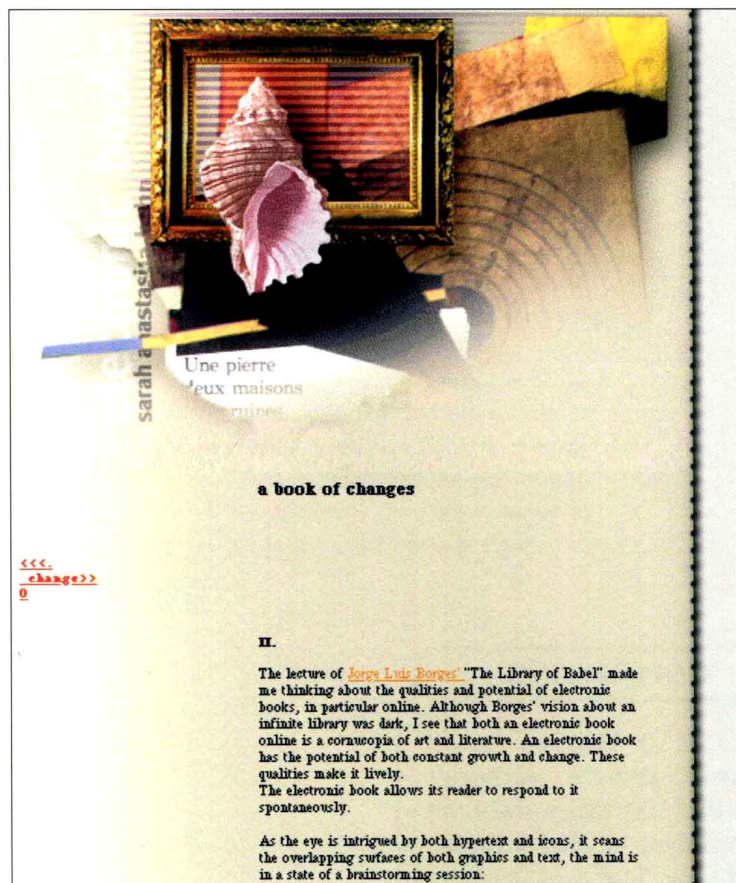 sarah anastasia
Une pierre
deux maisons
ruines
a book of changes
<<<.
change>>
0
II.
The lecture of Jorge Luis Borges' "The Library of Babel" made
me thinking about the qualities and potential of electronic
books, in particular online. Although Borges' vision about an
infinite library was dark, I see that both an electronic book
online is a cornucopia of art and literature. An electronic book
has the potential of both constant growth and change. These
qualities make it lively.
The electronic book allows its reader to respond to it
spontaneously.
As the eye is intrigued by both hypertext and icons, it scans
the overlapping surfaces of both graphics and text, the mind is
in a state of a brainstorming session: